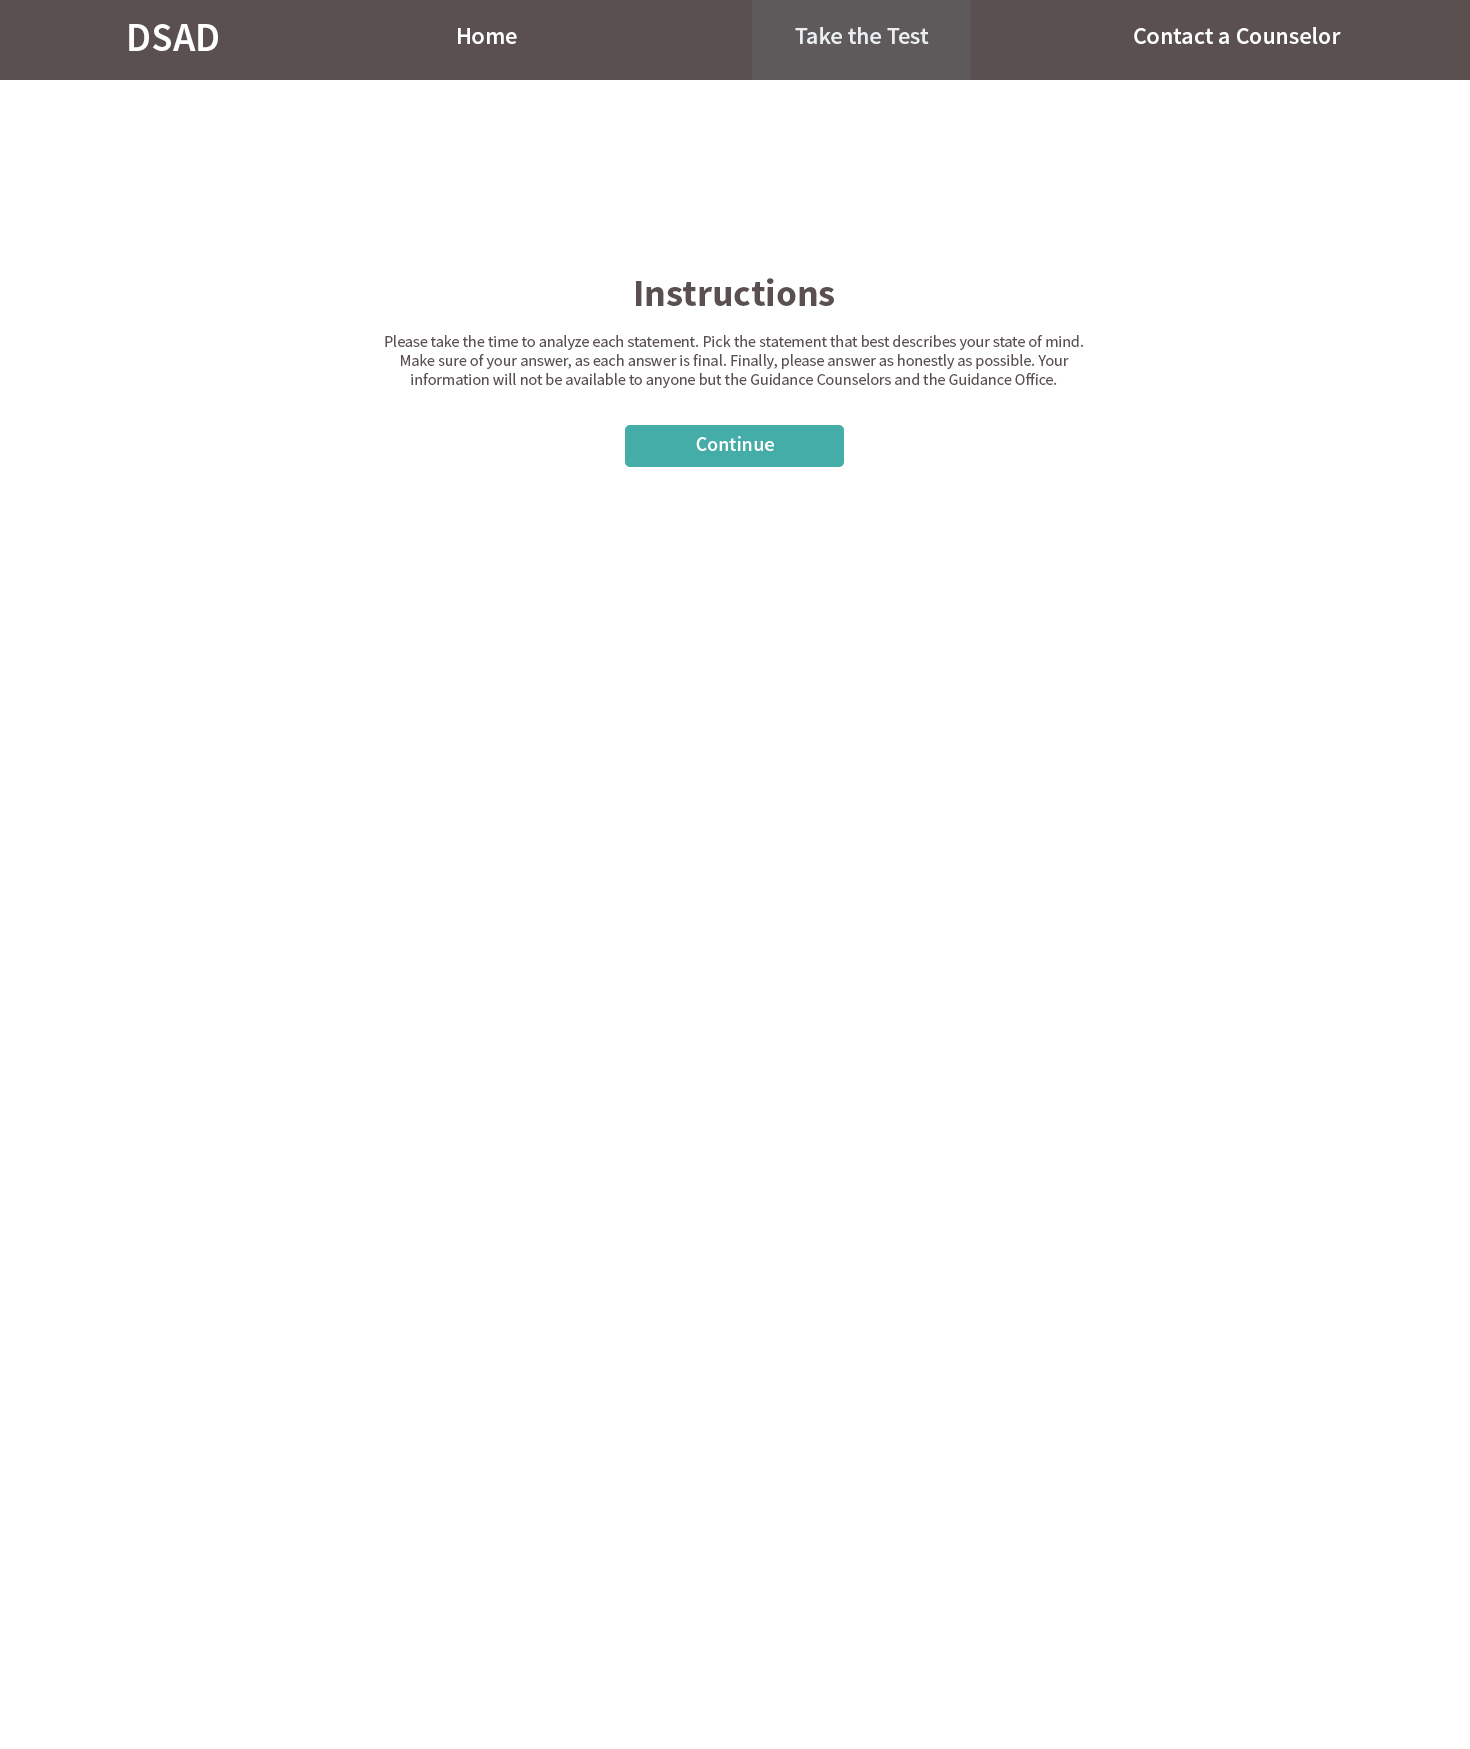 DSAD
Home
Take the Test
Contact a Counselor
Instructions
Please take the time to analyze each statement. Pick the statement that best describes your state of mind.
Make sure of your answer, as each answer is final. Finally, please answer as honestly as possible. Your
information will not be available to anyone but the Guidance Counselors and the Guidance Office.
Continue